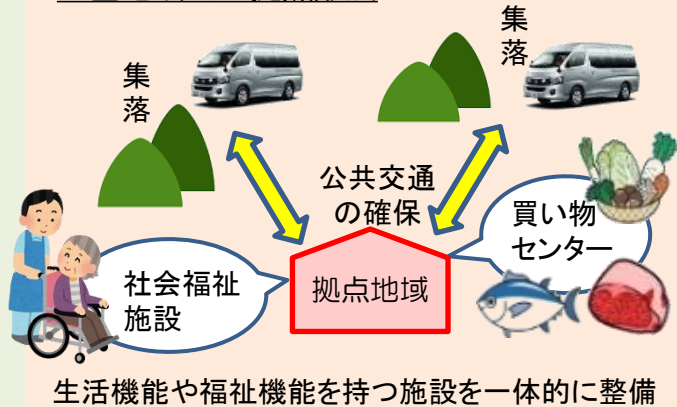 集落
集落
公共交通
の確保
買い物
センター
社会福祉
施設
拠点地域
生活機能や福祉機能を持つ施設を一体的に整備